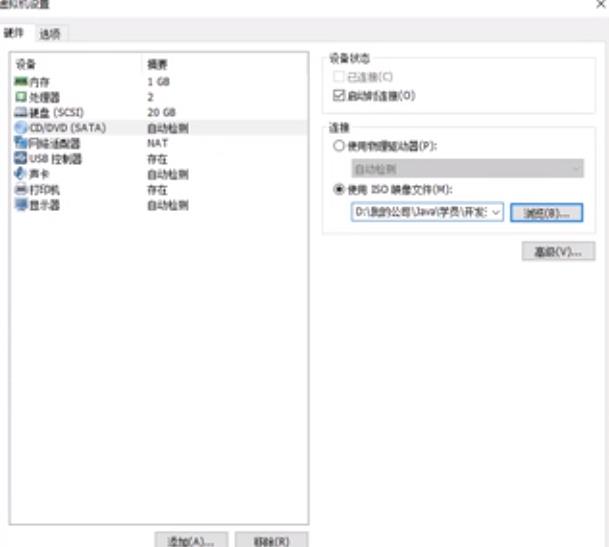 虚拟机设置
硬件 选项
设备 摘要
内存 1 GB
处理器 2
硬盘 (SCSI) 20 GB
CD/DVD (SATA) 自动检测
网络适配器 NAT
USB 控制器 存在
声卡 自动检测
打印机 存在
显示器 自动检测
添加(A)... 移除(R)
设备状态
已连接(C)
启动时连接(O)
连接
使用物理驱动器(P):
自动检测
使用 ISO 映像文件(M):
D:\我的公司\Java\学员\开发: 浏览(B)...
高级(V)...